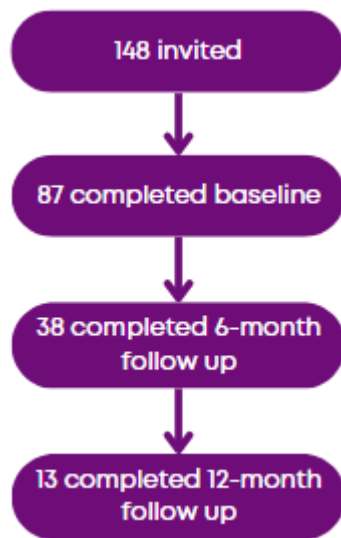 148 invited
87 completed baseline
38 completed 6-month
follow up
13 completed 12-month
follow up